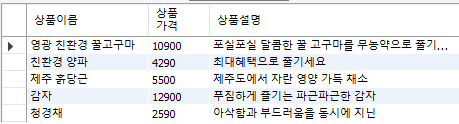 상품이름 상품 가격 상품설명
영광 친환경 꿀고구마 10900 포실포실 달콤한 꿀 고구마를 무농약으로 즐기...
친환경 양파 4290 최대혜택으로 즐기세요
제주 흙당근 5500 제주도에서 자란 영양 가득 채소
감자 12900 푸짐하게 즐기는 파근파근한 감자
청경채 2590 아삭함과 부드러움을 동시에 지닌